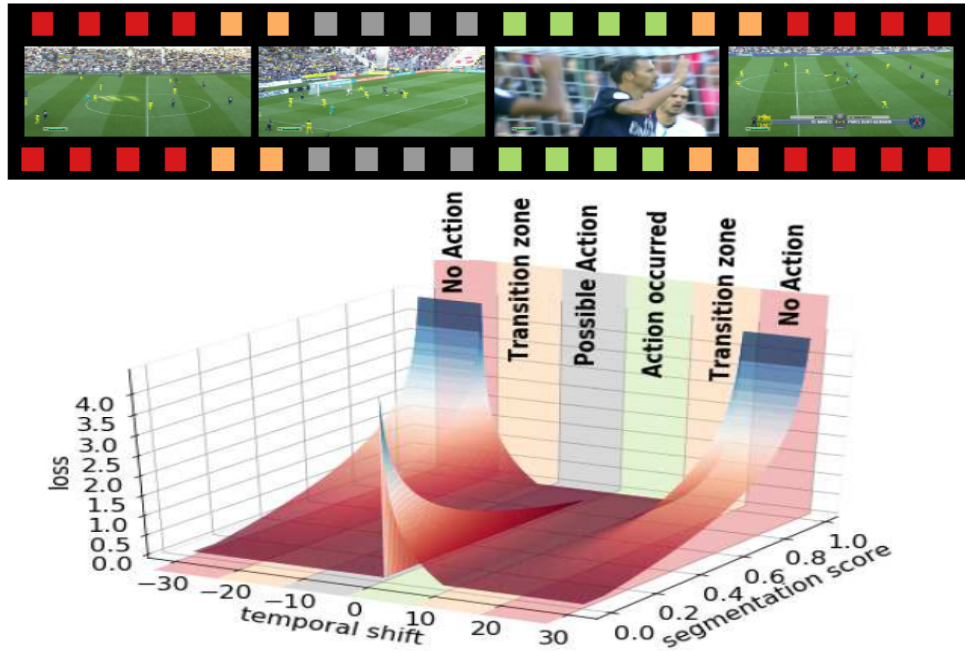 No Action
Transition zone
Possible Action
Action occurred
Transition zone
No Action
4.0
3.5
3.0
2.5
2.0
1.5
1.0
0.5
0.0
loss
−30
−20
−10
0
10
20
30
temporal shift
0.0
0.2
0.4
0.6
0.8
1.0
segmentation score